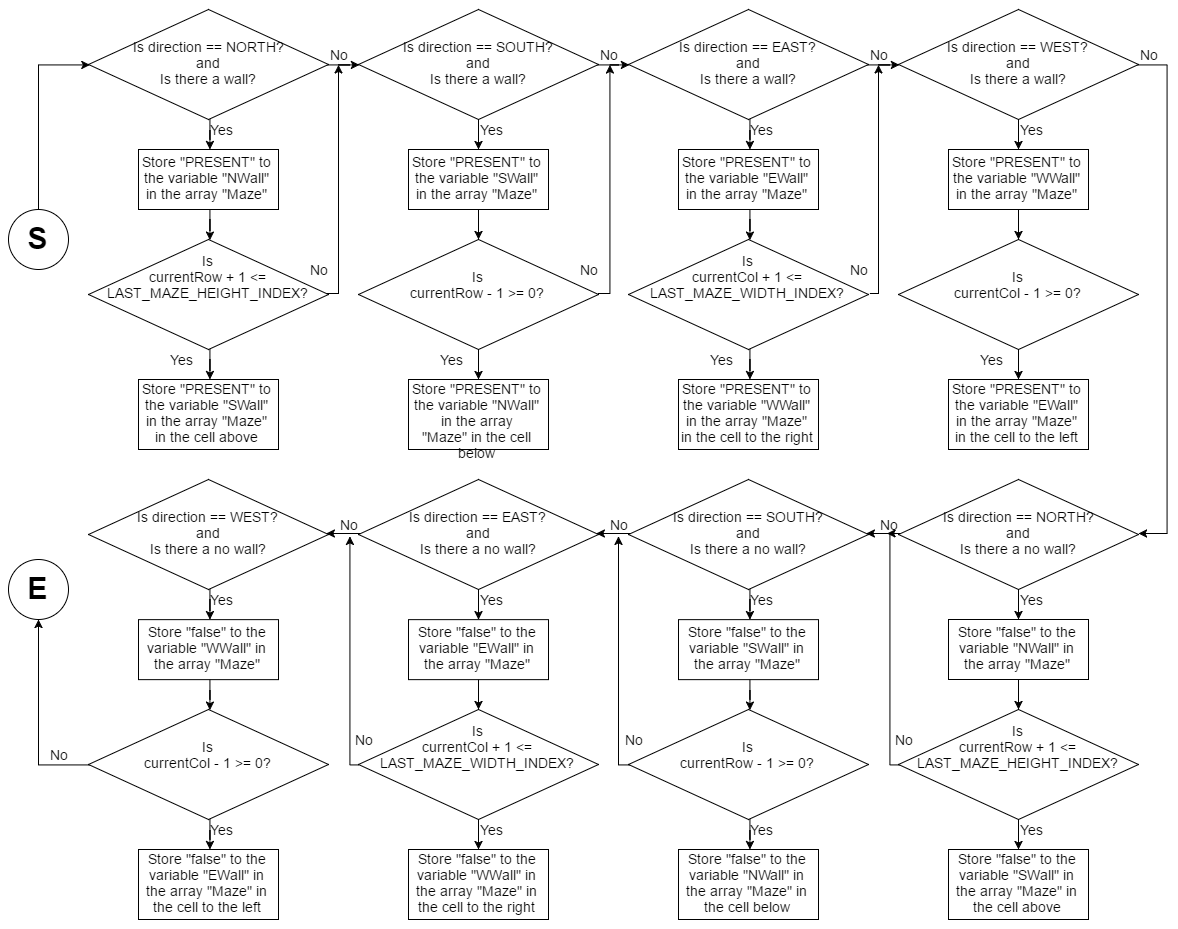 Is direction == NORTH?
and
Is there a wall?
No
Is direction == SOUTH?
and
Is there a wall?
No
Is direction == EAST?
and
Is there a wall?
No
Is direction == WEST?
and
Is there a wall?
No
Yes
Yes
Yes
Yes
Store "PRESENT" to
the variable "NWall"
in the array "Maze"
Store "PRESENT" to
the variable "SWall"
in the array "Maze"
Store "PRESENT" to
the variable "EWall"
in the array "Maze"
Store "PRESENT" to
the variable "WWall"
in the array "Maze"
S
Is
currentRow + 1 <=
LAST_MAZE_HEIGHT_INDEX?
No
Is
currentRow - 1 >= 0?
No
Is
currentCol + 1 <=
LAST_MAZE_WIDTH_INDEX?
No
Is
currentCol - 1 >= 0?
Yes
Yes
Yes
Yes
Store "PRESENT" to
the variable "SWall"
in the array "Maze"
in the cell above
Store "PRESENT" to
the variable "NWall"
in the array
"Maze" in the cell
below
Store "PRESENT" to
the variable "WWall"
in the array "Maze"
in the cell to the right
Store "PRESENT" to
the variable "EWall"
in the array "Maze"
in the cell to the left
Is direction == WEST?
and
Is there a no wall?
No
Is direction == EAST?
and
Is there a no wall?
No
Is direction == SOUTH?
and
Is there a no wall?
No
Is direction == NORTH?
and
Is there a no wall?
E
Yes
Yes
Yes
Yes
Store "false" to the
variable "WWall" in
the array "Maze"
Store "false" to the
variable "EWall" in
the array "Maze"
Store "false" to the
variable "SWall" in
the array "Maze"
Store "false" to the
variable "NWall" in
the array "Maze"
No
Is
currentCol - 1 >= 0?
No
Is
currentCol + 1 <=
LAST_MAZE_WIDTH_INDEX?
No
Is
currentRow - 1 >= 0?
No
Is
currentRow + 1 <=
LAST_MAZE_HEIGHT_INDEX?
Yes
Yes
Yes
Yes
Store "false" to the
variable "EWall" in
the array "Maze" in
the cell to the left
Store "false" to the
variable "WWall" in
the array "Maze" in
the cell to the right
Store "false" to the
variable "NWall" in
the array "Maze" in
the cell below
Store "false" to the
variable "SWall" in
the array "Maze" in
the cell above